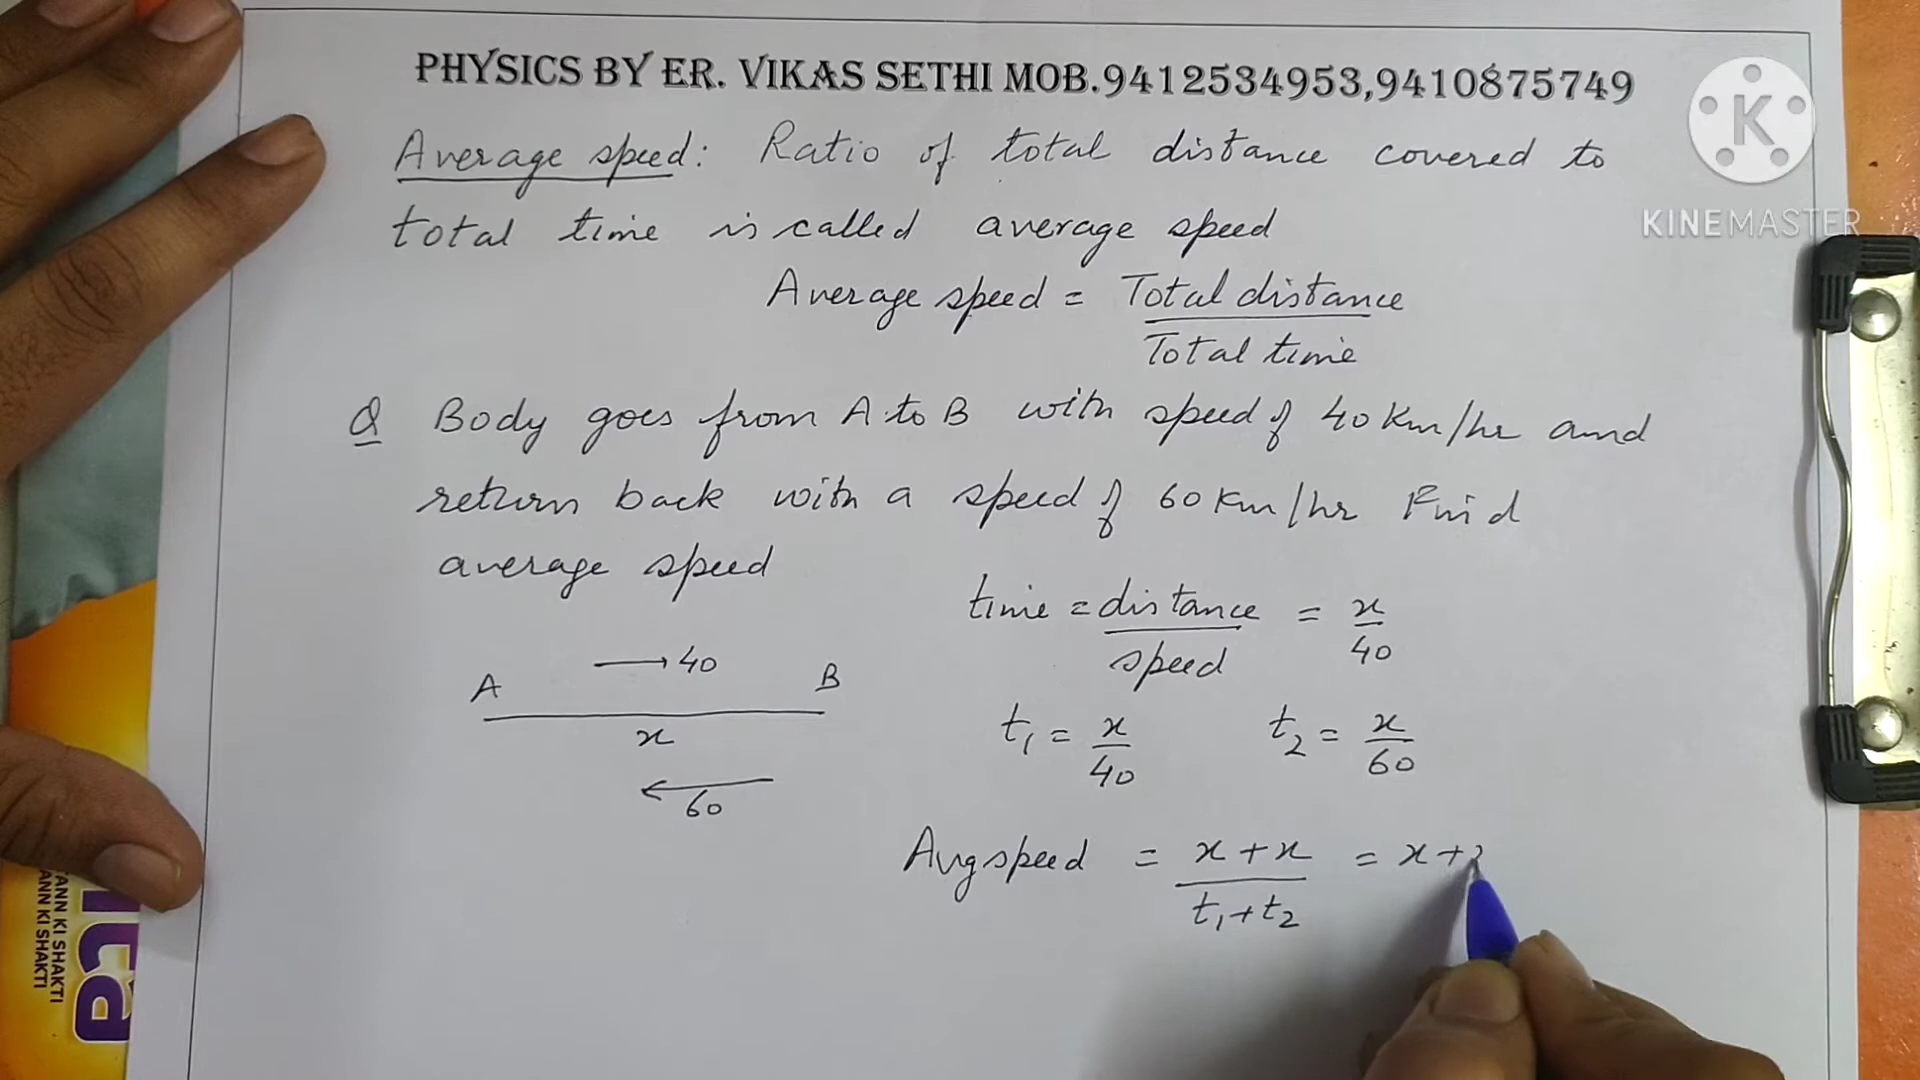 PHYSICS BY ER. VIKAS SETHI MOB.9412534953,9410875749
K
KINEMASTER
Average speed: Ratio of total distance covered to
total time is called average speed
Average speed = Total distance
Total time
Q Body goes from A to B with speed of 40 Km/hr and
return back with a speed of 60 Km/hr Find
average speed
time = distance = x
speed 40
→ 40
A B
x
← 60
t1 = x t2 = x
40 60
Avg speed = x + x = x +
t1 + t2
TANN KI SHAKTI
MANN KI SHAKTI